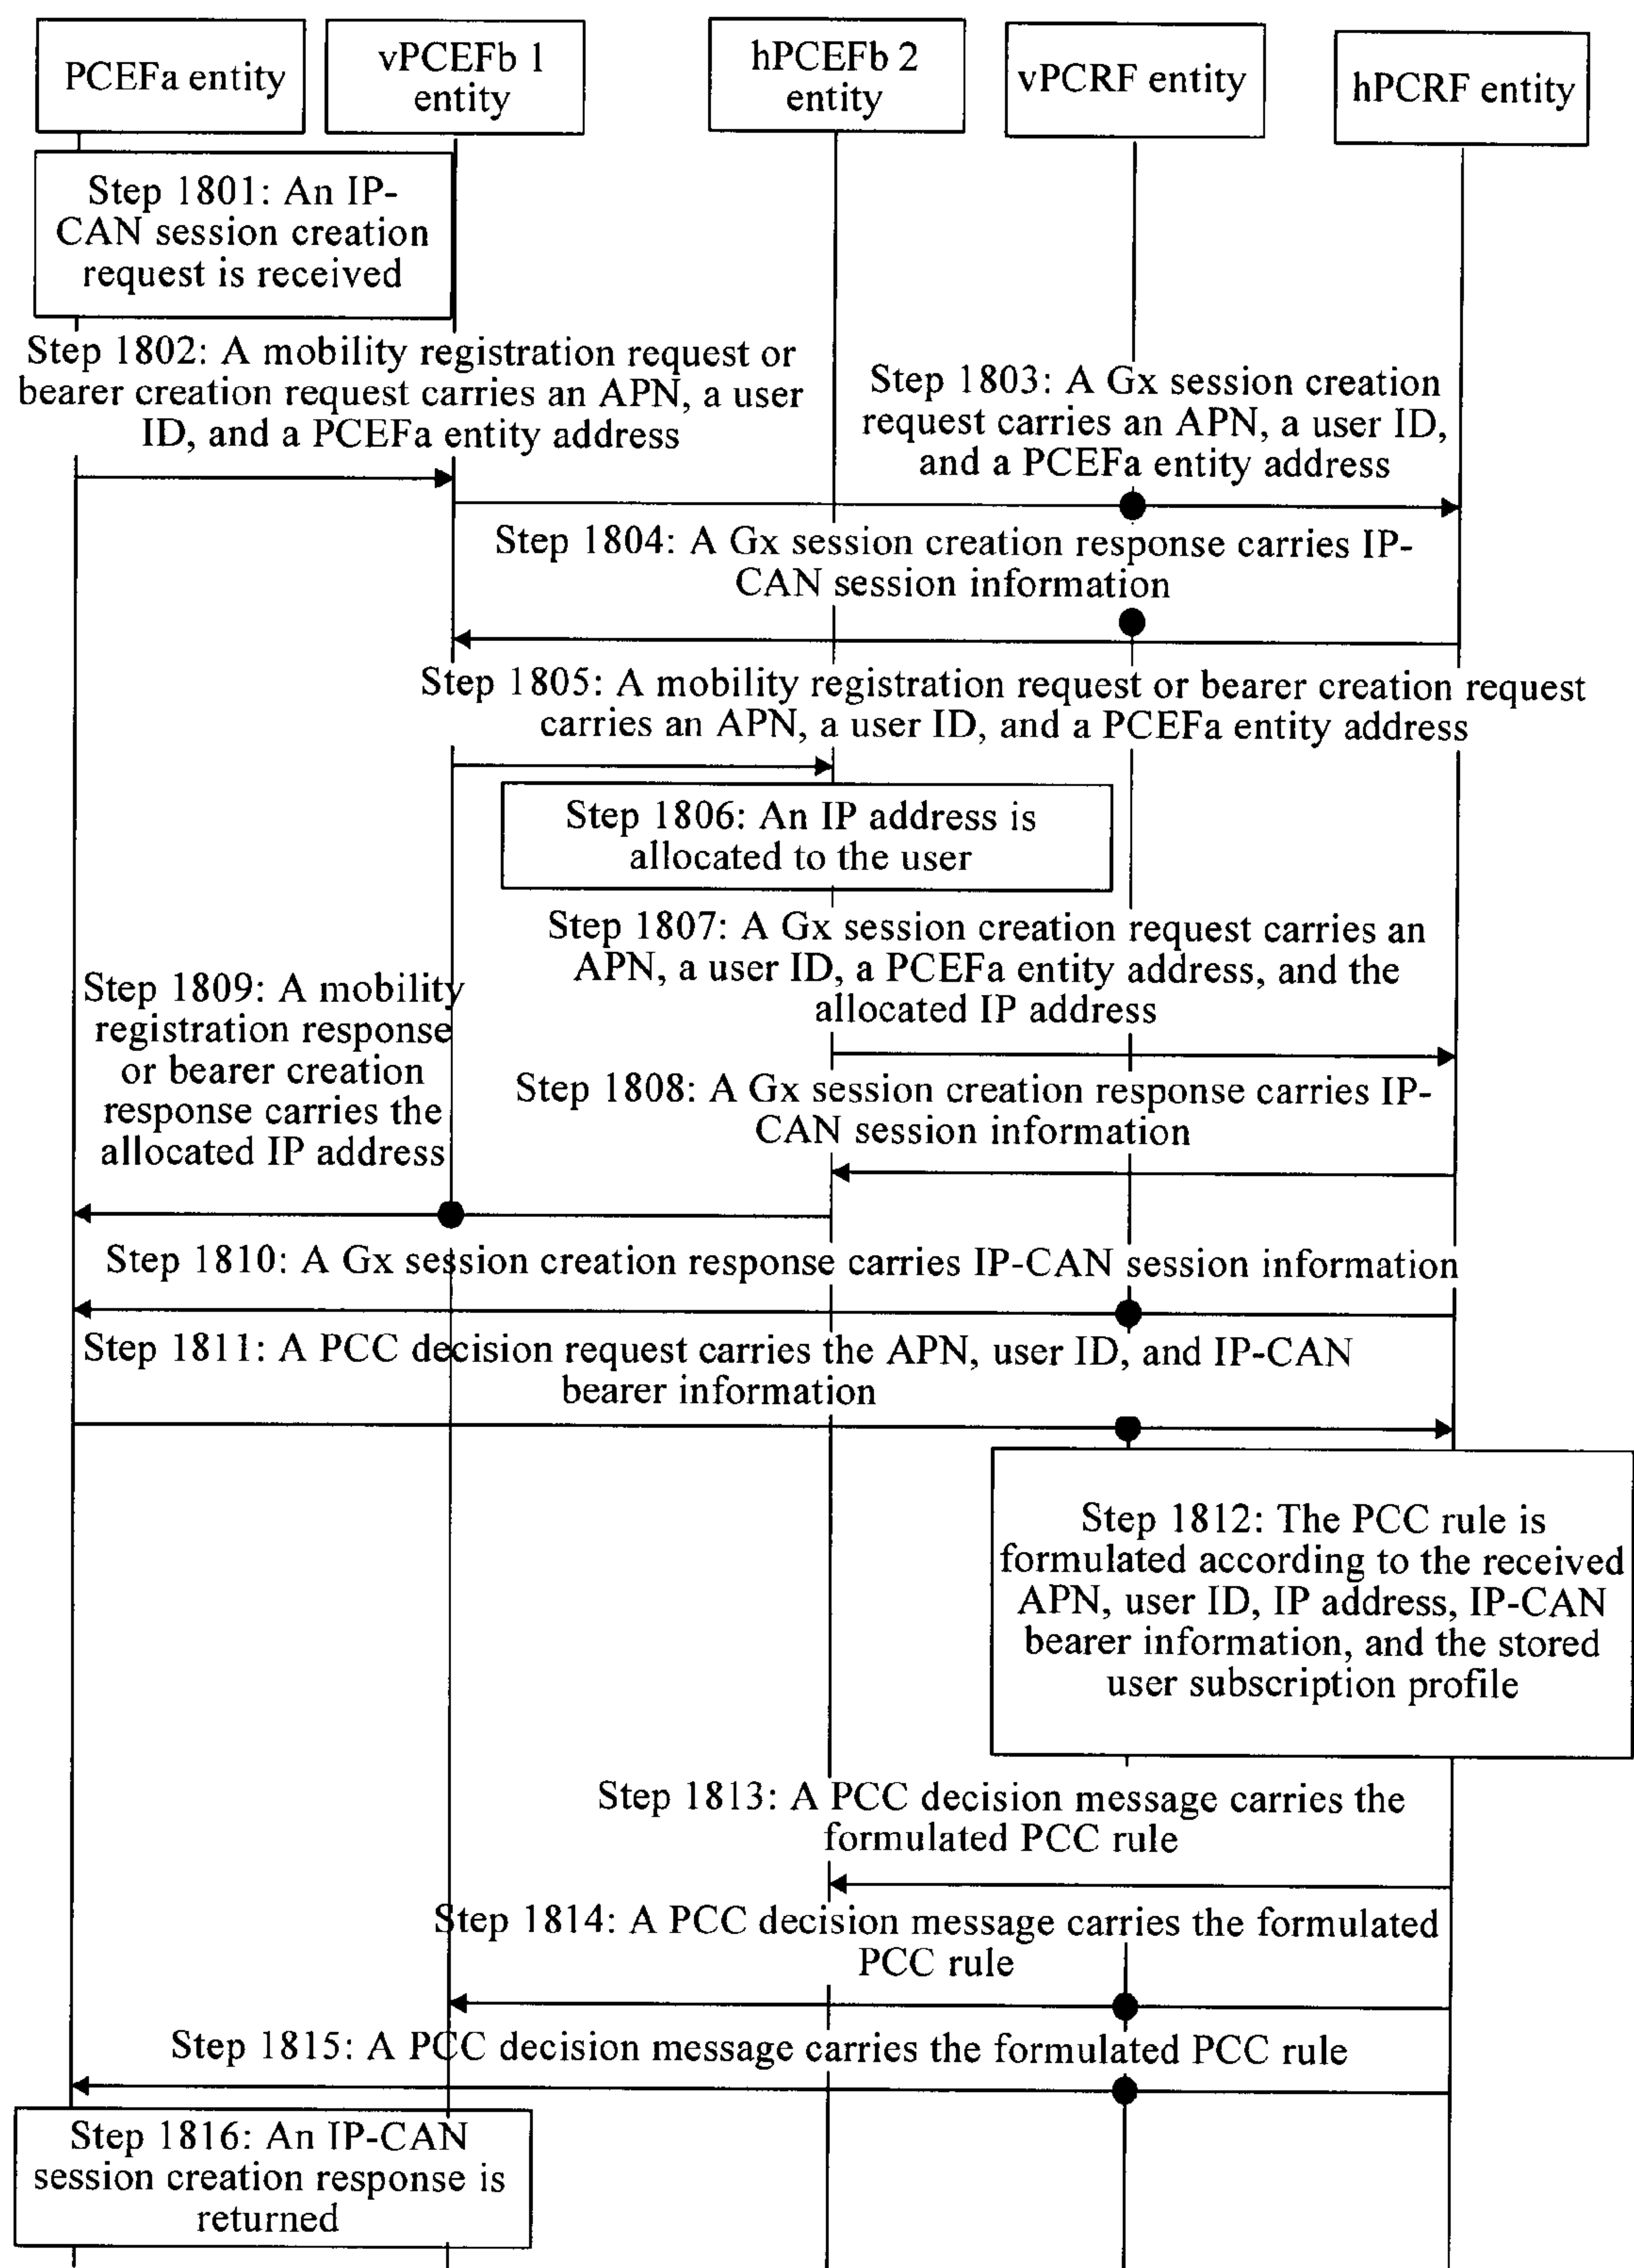 PCEFa entity
vPCEFb 1
entity
hPCEFb 2
entity
vPCRF entity
hPCRF entity
Step 1801: An IP-
CAN session creation
request is received
Step 1802: A mobility registration request or
bearer creation request carries an APN, a user
ID, and a PCEFa entity address
Step 1803: A Gx session creation
request carries an APN, a user ID,
and a PCEFa entity address
Step 1804: A Gx session creation response carries IP-
CAN session information
Step 1805: A mobility registration request or bearer creation request
carries an APN, a user ID, and a PCEFa entity address
Step 1806: An IP address is
allocated to the user
Step 1807: A Gx session creation request carries an
APN, a user ID, a PCEFa entity address, and the
allocated IP address
Step 1809: A mobility
registration response
or bearer creation
response carries the
allocated IP address
Step 1808: A Gx session creation response carries IP-
CAN session information
Step 1810: A Gx session creation response carries IP-CAN session information
Step 1811: A PCC decision request carries the APN, user ID, and IP-CAN
bearer information
Step 1812: The PCC rule is
formulated according to the received
APN, user ID, IP address, IP-CAN
bearer information, and the stored
user subscription profile
Step 1813: A PCC decision message carries the
formulated PCC rule
Step 1814: A PCC decision message carries the formulated
PCC rule
Step 1815: A PCC decision message carries the formulated PCC rule
Step 1816: An IP-CAN
session creation response is
returned